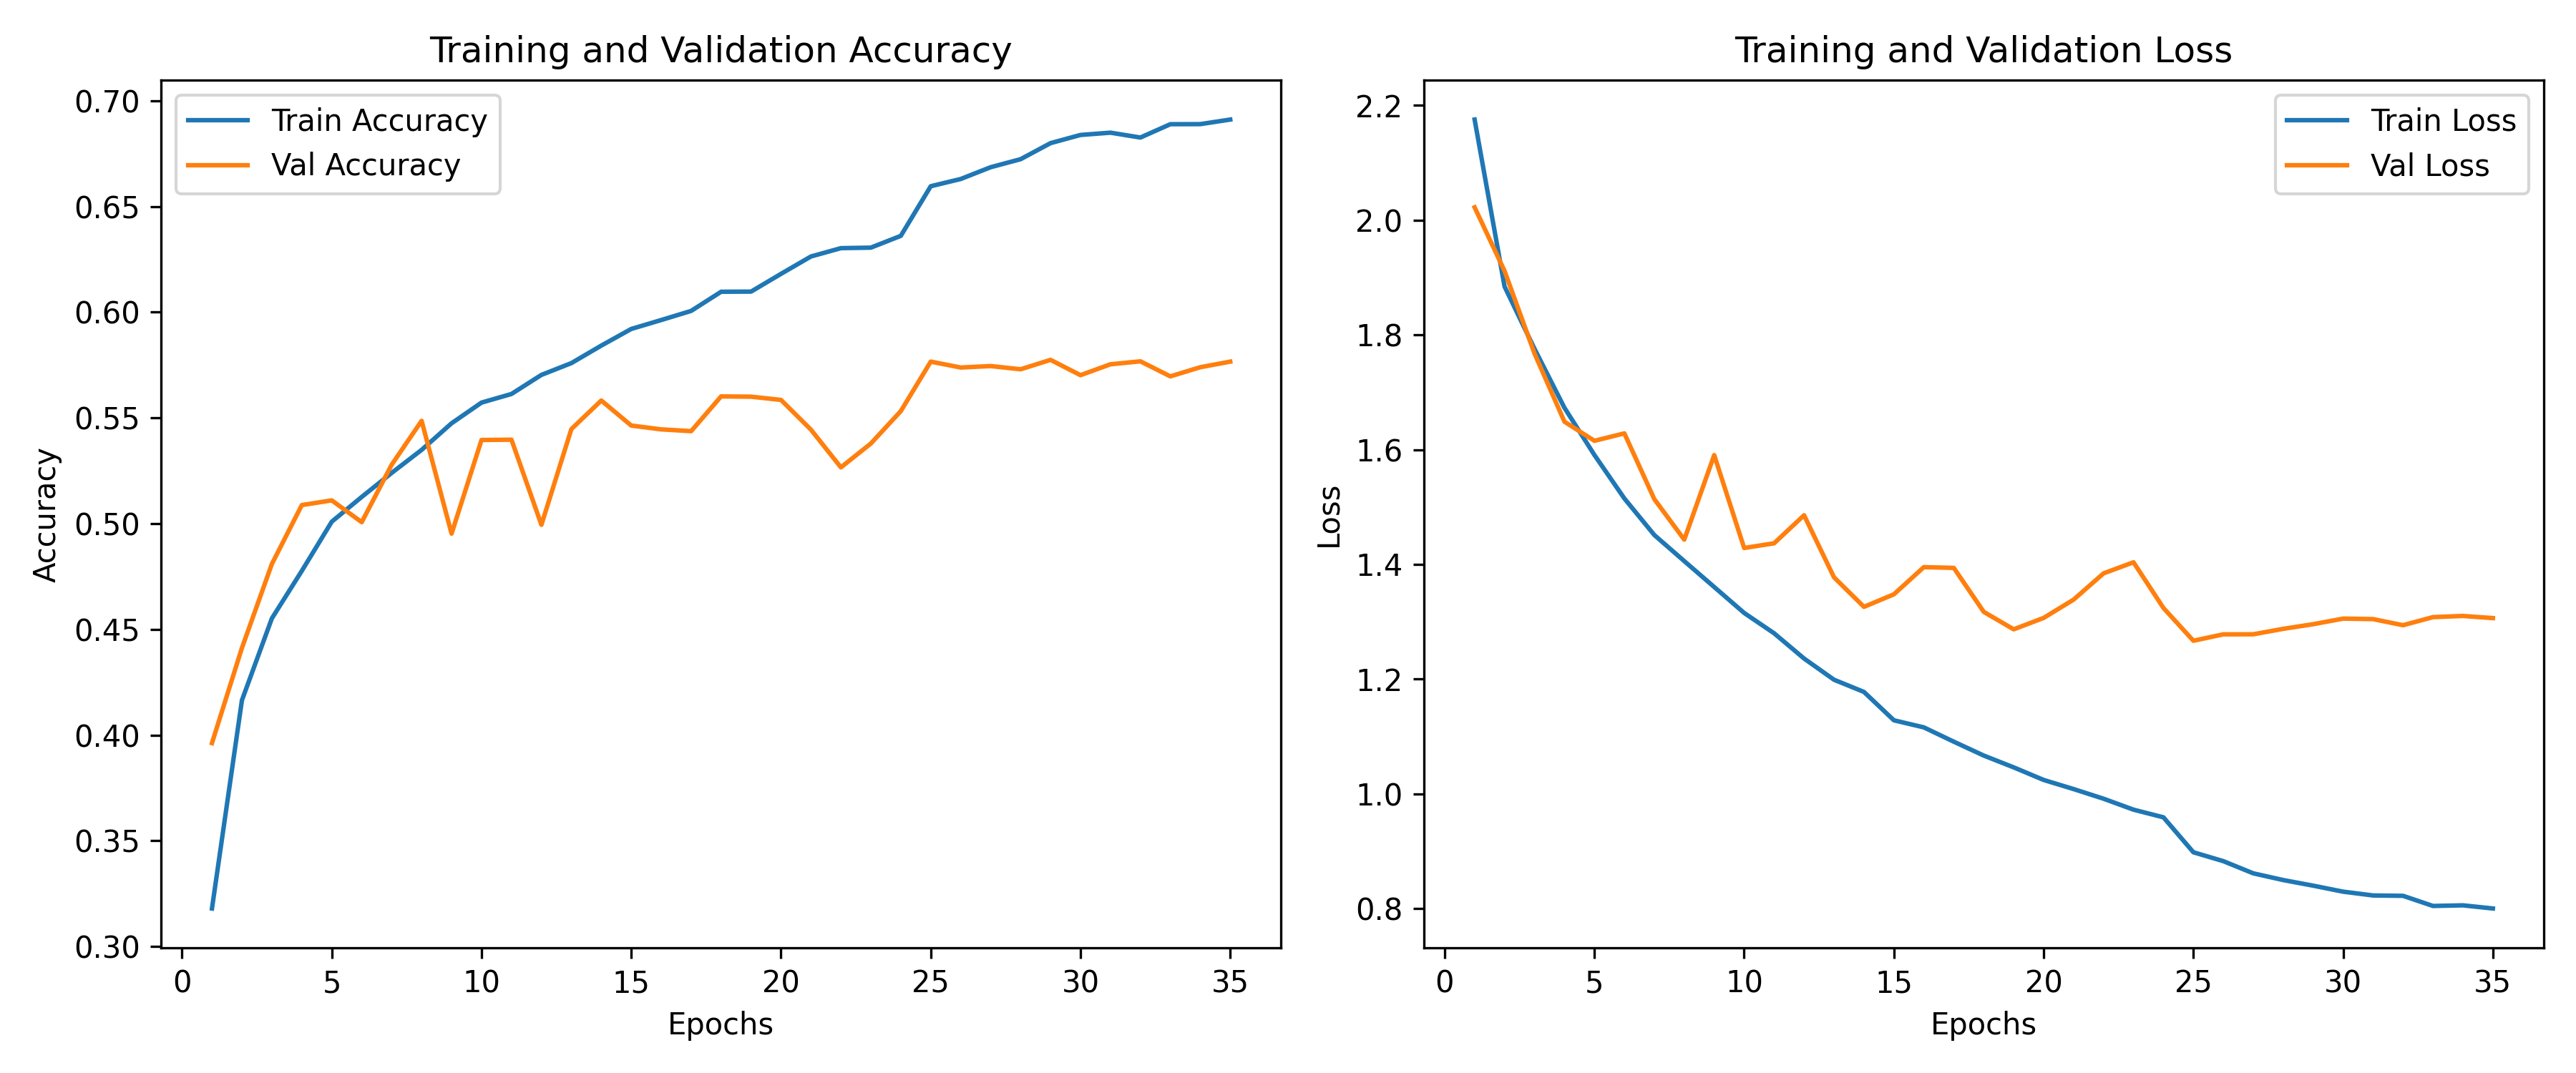 Training and Validation Accuracy
Train Accuracy
Val Accuracy
Accuracy
0.70
0.65
0.60
0.55
0.50
0.45
0.40
0.35
0.30
0 5 10 15 20 25 30 35
Epochs
Training and Validation Loss
Train Loss
Val Loss
Loss
2.2
2.0
1.8
1.6
1.4
1.2
1.0
0.8
0 5 10 15 20 25 30 35
Epochs